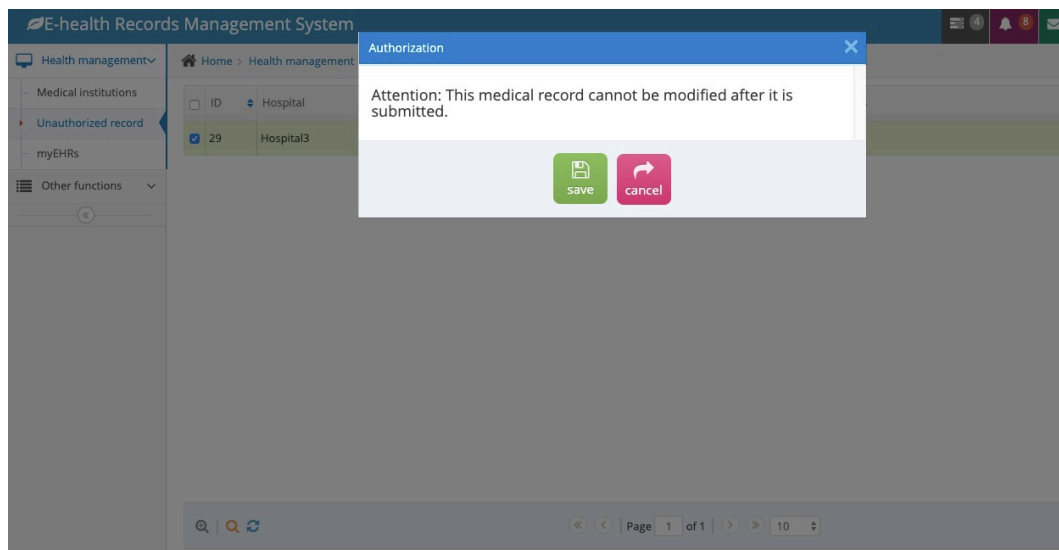 E-health Records Management System
4
8
Authorization
Health management
Home > Health management
Medical institutions
Attention: This medical record cannot be modified after it is
submitted.
ID Hospital
Unauthorized record
29 Hospital3
myEHRs
save cancel
Other functions
Page 1 of 1 10